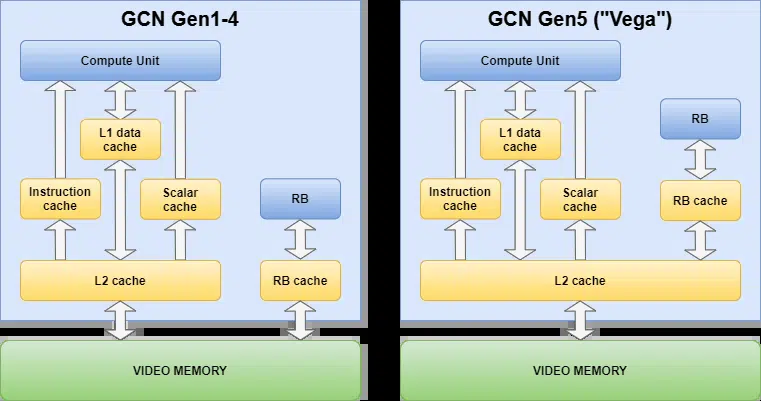 GCN Gen1-4
Compute Unit
L1 data
cache
Instruction
cache
Scalar
cache
RB
L2 cache
RB cache
VIDEO MEMORY
GCN Gen5 ("Vega")
Compute Unit
RB
L1 data
cache
Instruction
cache
Scalar
cache
RB cache
L2 cache
VIDEO MEMORY